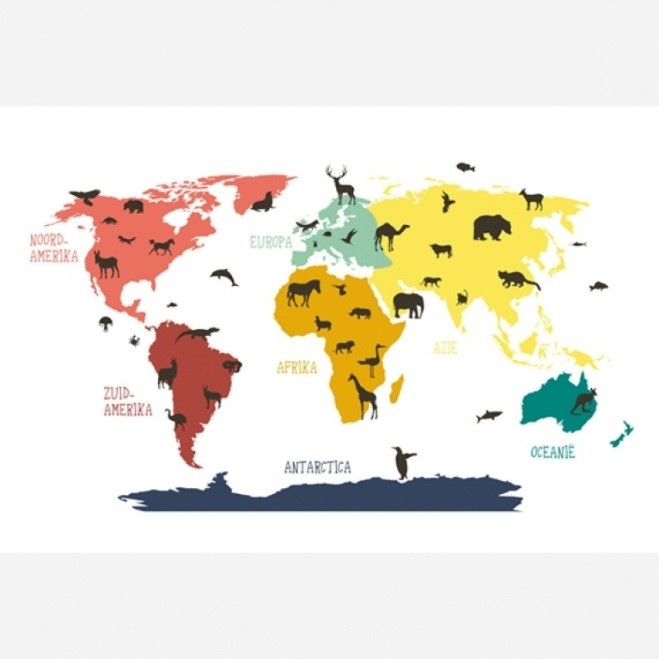 NOORD-
AMERIKA
EUROPA
AZIË
AFRIKA
ZUID-
AMERIKA
OCEANIË
ANTARCTICA